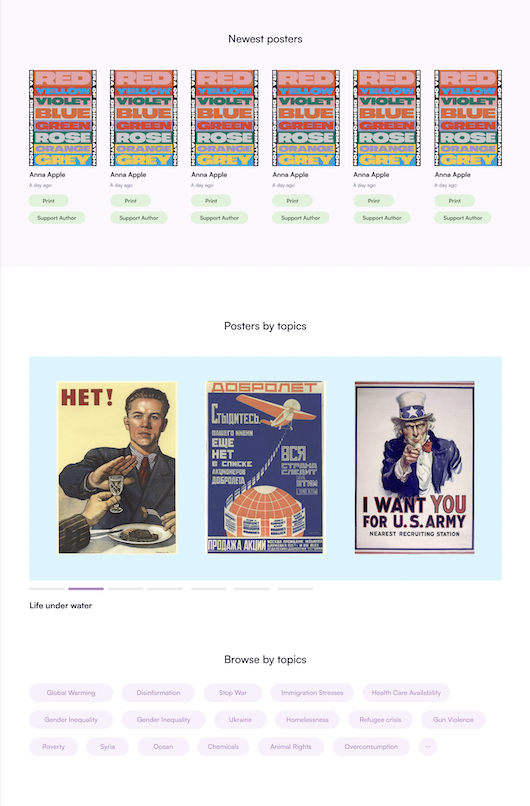 Newest posters
RED RED RED RED RED RED
YELLOW YELLOW YELLOW YELLOW YELLOW YELLOW
VIOLET VIOLET VIOLET VIOLET VIOLET VIOLET
BLUE BLUE BLUE BLUE BLUE BLUE
GREEN GREEN GREEN GREEN GREEN GREEN
ROSE ROSE ROSE ROSE ROSE ROSE
ORANGE ORANGE ORANGE ORANGE ORANGE ORANGE
GREY GREY GREY GREY GREY GREY
Anna Apple Anna Apple Anna Apple Anna Apple Anna Apple Anna Apple
A day ago A day ago A day ago A day ago A day ago A day ago
Print Print Print Print Print Print
Support Author Support Author Support Author Support Author Support Author Support Author
Posters by topics
НЕТ!
ДОБРОЛЕТ
Стыдитесь,
ВАШЕГО ИМЕНИ
ЕЩЕ
НЕТ
В СПИСКЕ
АКЦИОНЕРОВ
ДОБРОЛЕТА
ВСЯ
СТРАНА
СЛЕДИТ
ЗА
ЭТИМ
СПИСКОМ
ПРОДАЖА АКЦИЙ
I WANT YOU
FOR U.S. ARMY
NEAREST RECRUITING STATION
Life under water
Browse by topics
Global Warming Disinformation Stop War Immigration Stresses Health Care Availability
Gender Inequality Gender Inequality Ukraine Homelessness Refugee crisis Gun Violence
Poverty Syria Ocean Chemicals Animal Rights Overconsumption ...